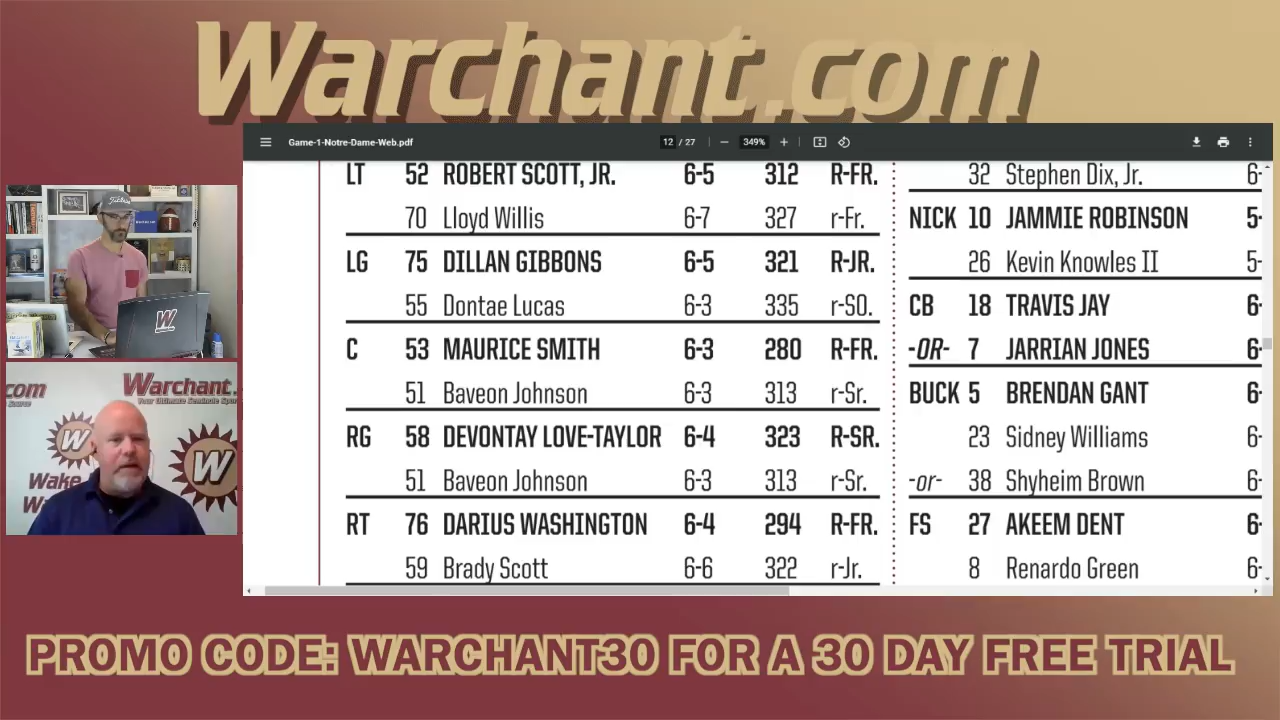 Warchant.com
Game-1-Notre-Dame-Web.pdf 12 / 27 349%
LT 52 ROBERT SCOTT, JR. 6-5 312 R-FR.
70 Lloyd Willis 6-7 327 r-Fr.
LG 75 DILLAN GIBBONS 6-5 321 R-JR.
55 Dontae Lucas 6-3 335 r-SO.
C 53 MAURICE SMITH 6-3 280 R-FR.
51 Baveon Johnson 6-3 313 r-Sr.
RG 58 DEVONTAY LOVE-TAYLOR 6-4 323 R-SR.
51 Baveon Johnson 6-3 313 r-Sr.
RT 76 DARIUS WASHINGTON 6-4 294 R-FR.
59 Brady Scott 6-6 322 r-Jr.
32 Stephen Dix, Jr. 6-
NICK 10 JAMMIE ROBINSON 5-
26 Kevin Knowles II 5-
CB 18 TRAVIS JAY 6-
-OR- 7 JARRIAN JONES 6-
BUCK 5 BRENDAN GANT 6-
23 Sidney Williams 6-
-or- 38 Shyheim Brown 6-
FS 27 AKEEM DENT 6-
8 Renardo Green 6-
Titleist
W
.com
Warchant
Your Ultimate Seminole
W
W
Wake
PROMO CODE: WARCHANT30 FOR A 30 DAY FREE TRIAL